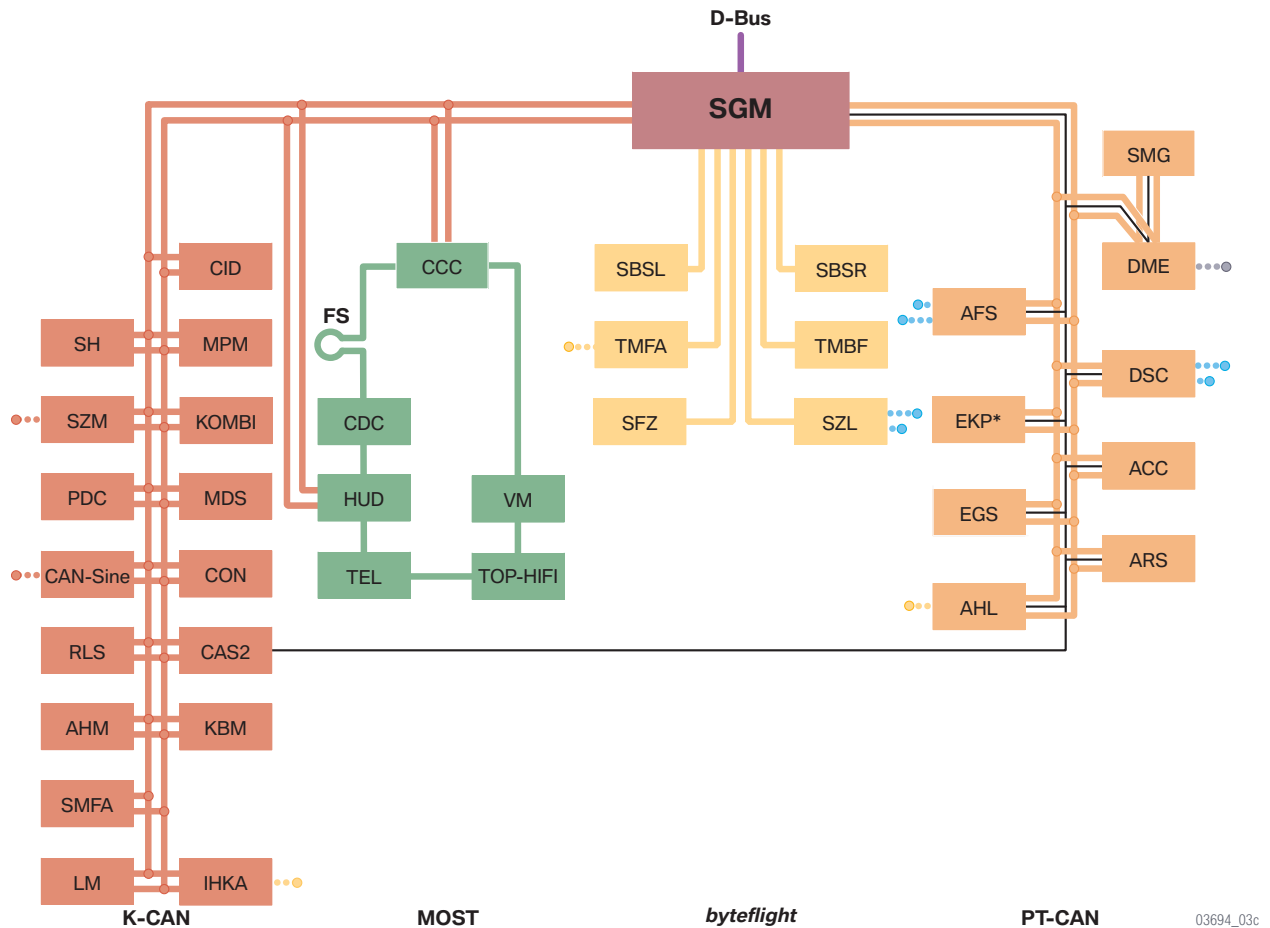 D-Bus
SGM
SMG
CID
CCC
SBSL
SBSR
DME
FS
AFS
SH
MPM
TMFA
TMBF
DSC
SZM
KOMBI
CDC
SFZ
SZL
EKP*
ACC
PDC
MDS
HUD
VM
EGS
CAN-Sine
CON
TEL
TOP-HIFI
ARS
AHL
RLS
CAS2
AHM
KBM
SMFA
LM
IHKA
K-CAN
MOST
byteflight
PT-CAN
03694_03c